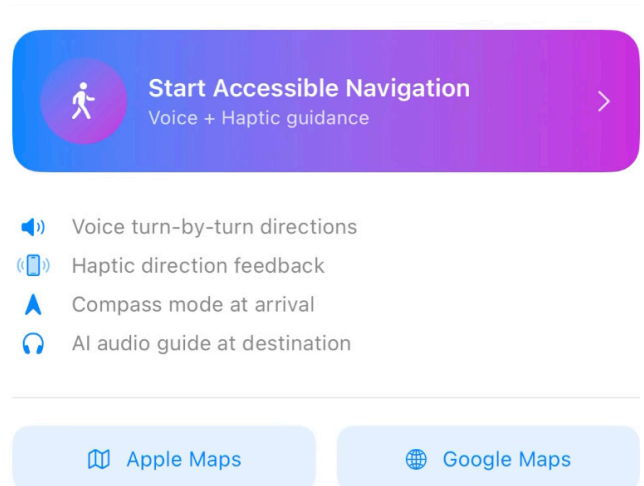 Start Accessible Navigation
Voice + Haptic guidance
Voice turn-by-turn directions
Haptic direction feedback
Compass mode at arrival
AI audio guide at destination
Apple Maps
Google Maps